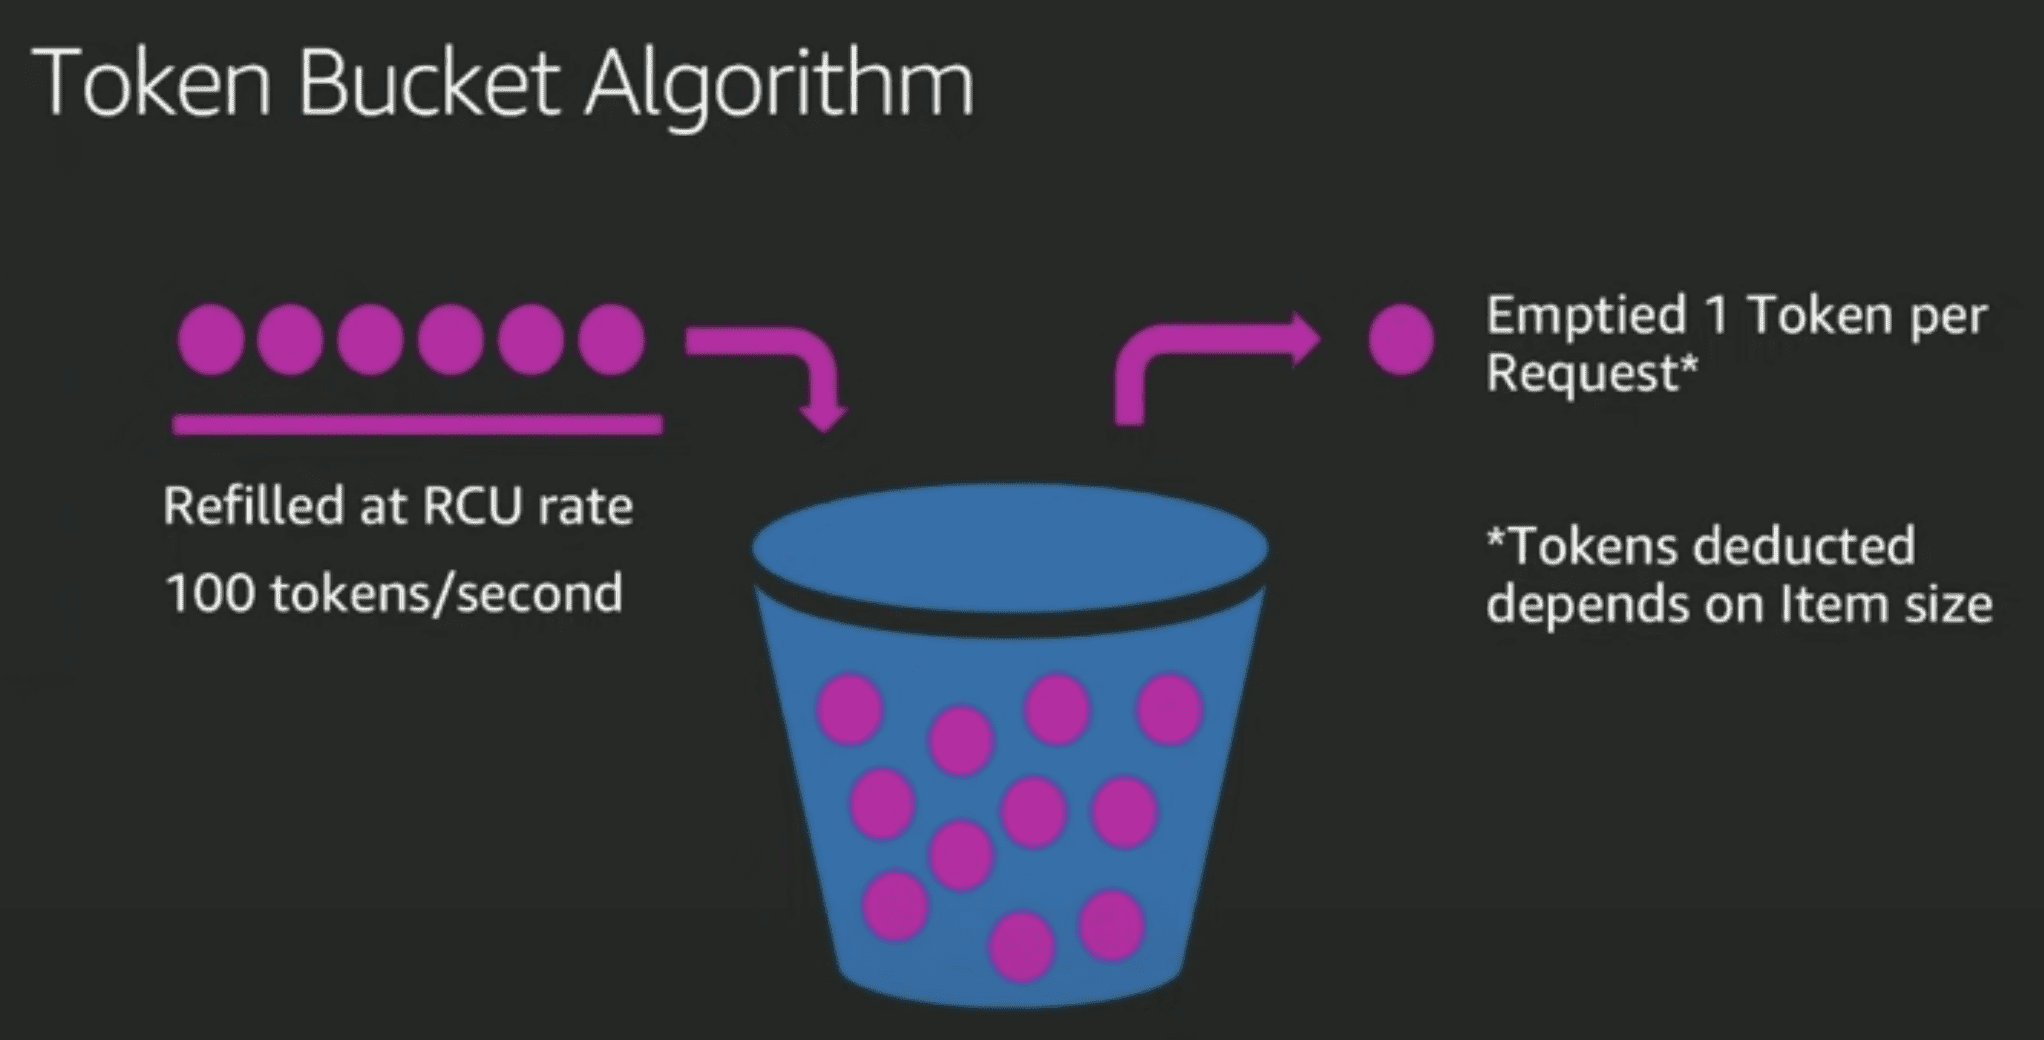 Token Bucket Algorithm
Refilled at RCU rate
100 tokens/second
Emptied 1 Token per
Request*
*Tokens deducted
depends on Item size